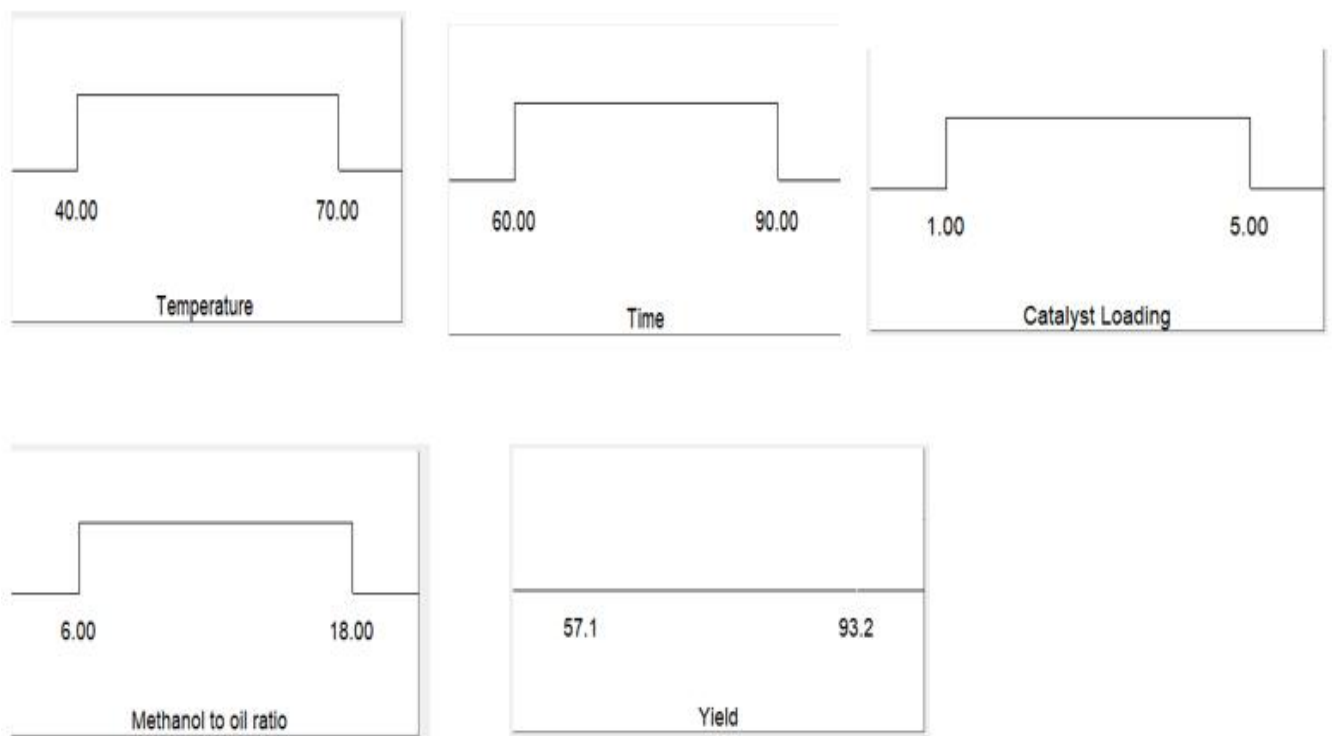 40.00 70.00
Temperature
60.00 90.00
Time
1.00 5.00
Catalyst Loading
6.00 18.00
Methanol to oil ratio
57.1 93.2
Yield